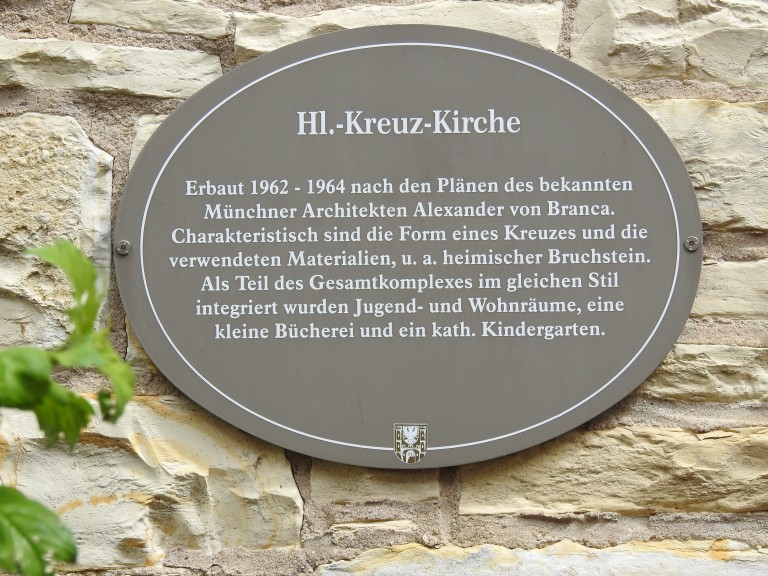 Hl.-Kreuz-Kirche
Erbaut 1962 - 1964 nach den Plänen des bekannten
Münchner Architekten Alexander von Branca.
Charakteristisch sind die Form eines Kreuzes und die
verwendeten Materialien, u. a. heimischer Bruchstein.
Als Teil des Gesamtkomplexes im gleichen Stil
integriert wurden Jugend- und Wohnräume, eine
kleine Bücherei und ein kath. Kindergarten.